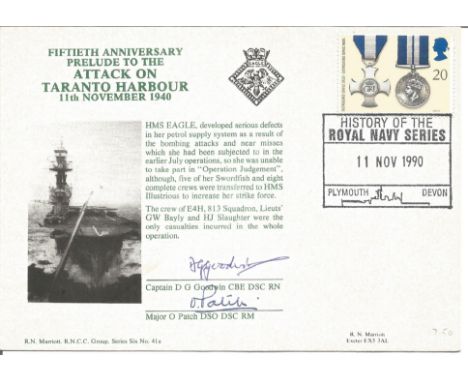 FIFTIETH ANNIVERSARY
PRELUDE TO THE
ATTACK ON
TARANTO HARBOUR
11th NOVEMBER 1940
20
HMS EAGLE, developed serious defects
in her petrol supply system as a result of
the bombing attacks and near misses
which she had been subjected to in the
earlier July operations, so she was unable
to take part in "Operation Judgement",
although, five of her Swordfish and eight
complete crews were transferred to HMS
Illustrious to increase her strike force.
The crew of E4H, 813 Squadron, Lieuts'
GW Bayly and HJ Slaughter were the
only casualties incurred in the whole
operation.
HISTORY OF THE
ROYAL NAVY SERIES
11 NOV 1990
PLYMOUTH DEVON
Captain D G Goodwin CBE DSC RN
O. Patch
Major O Patch DSO DSC RM
R.N. Marriott. R.N.C.C. Group. Series Six No. 41a
R. N. Marriott
Exeter EX5 3AL
7.50